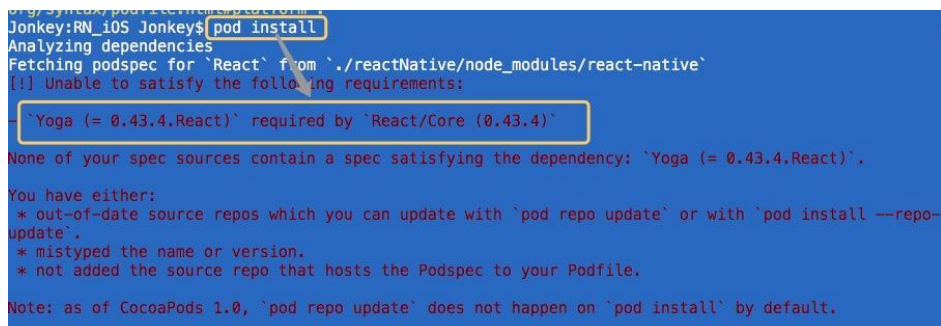 org/syntax/podfile.html#platform`.
Jonkey:RN_iOS Jonkey$ pod install
Analyzing dependencies
Fetching podspec for `React` from `./reactNative/node_modules/react-native`
[!] Unable to satisfy the following requirements:
- `Yoga (= 0.43.4.React)` required by `React/Core (0.43.4)`
None of your spec sources contain a spec satisfying the dependency: `Yoga (= 0.43.4.React)`.
You have either:
* out-of-date source repos which you can update with `pod repo update` or with `pod install --repo-
update`.
* mistyped the name or version.
* not added the source repo that hosts the Podspec to your Podfile.
Note: as of CocoaPods 1.0, `pod repo update` does not happen on `pod install` by default.